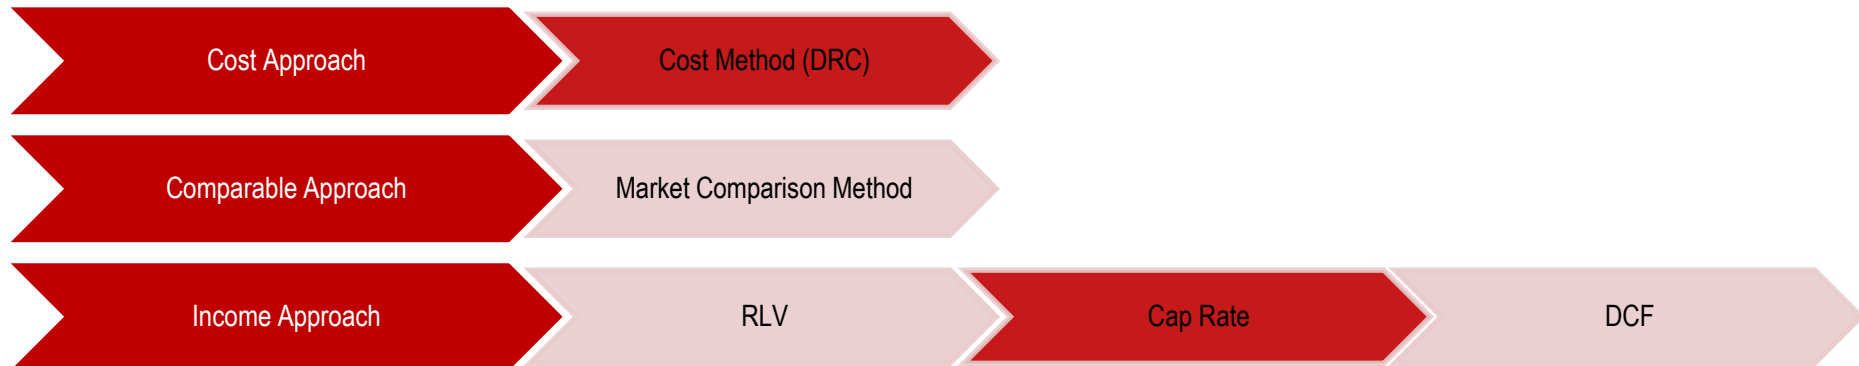 Cost Approach
Cost Method (DRC)
Comparable Approach
Market Comparison Method
Income Approach
RLV
Cap Rate
DCF